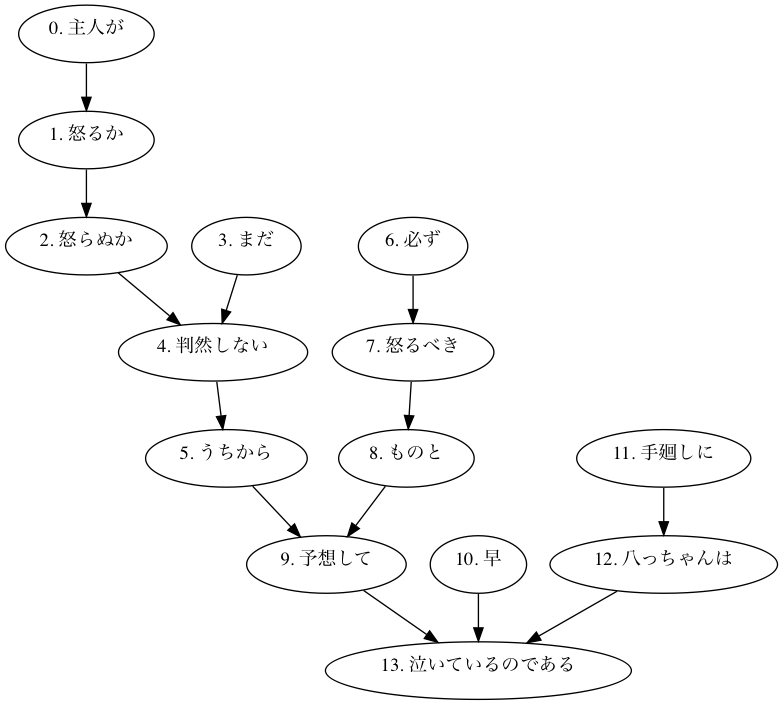 0. 主人が
1. 怒るか
2. 怒らぬか
3. まだ
6. 必ず
4. 判然しない
7. 怒るべき
5. うちから
8. ものと
11. 手廻しに
9. 予想して
10. 早
12. 八っちゃんは
13. 泣いているのである